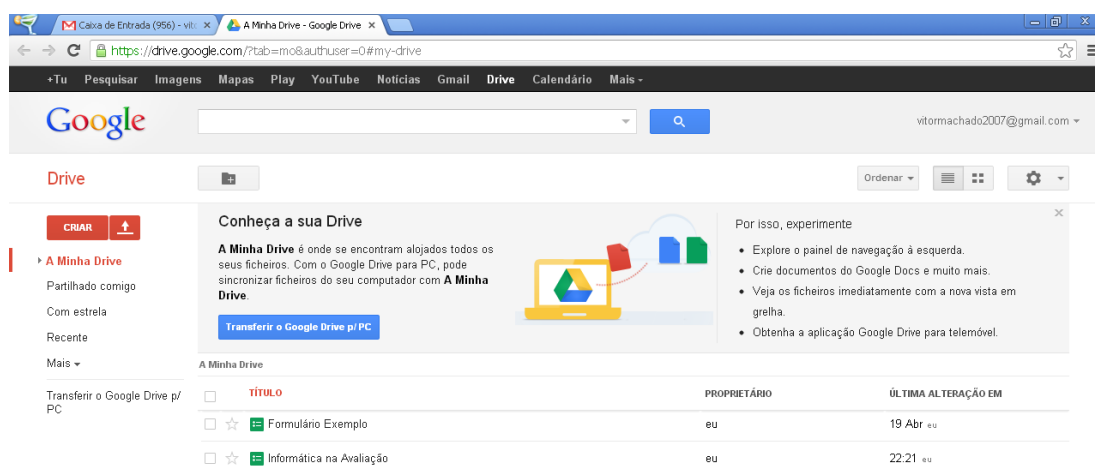 Caixa de Entrada (956) - vito
A Minha Drive - Google Drive
https://drive.google.com/?tab=mo&authuser=0#my-drive
+Tu Pesquisar Imagens Mapas Play YouTube Notícias Gmail Drive Calendário Mais
Google
vitormachado2007@gmail.com
Drive
Ordenar
CRIAR
A Minha Drive
Partilhado comigo
Com estrela
Recente
Mais
Transferir o Google Drive p/
PC
Conheça a sua Drive
A Minha Drive é onde se encontram alojados todos os
seus ficheiros. Com o Google Drive para PC, pode
sincronizar ficheiros do seu computador com A Minha
Drive.
Transferir o Google Drive p/ PC
Por isso, experimente
• Explore o painel de navegação à esquerda.
• Crie documentos do Google Docs e muito mais.
• Veja os ficheiros imediatamente com a nova vista em
grelha.
• Obtenha a aplicação Google Drive para telemóvel.
A Minha Drive
TÍTULO PROPRIETÁRIO ÚLTIMA ALTERAÇÃO EM
Formulário Exemplo eu 19 Abr eu
Informática na Avaliação eu 22:21 eu